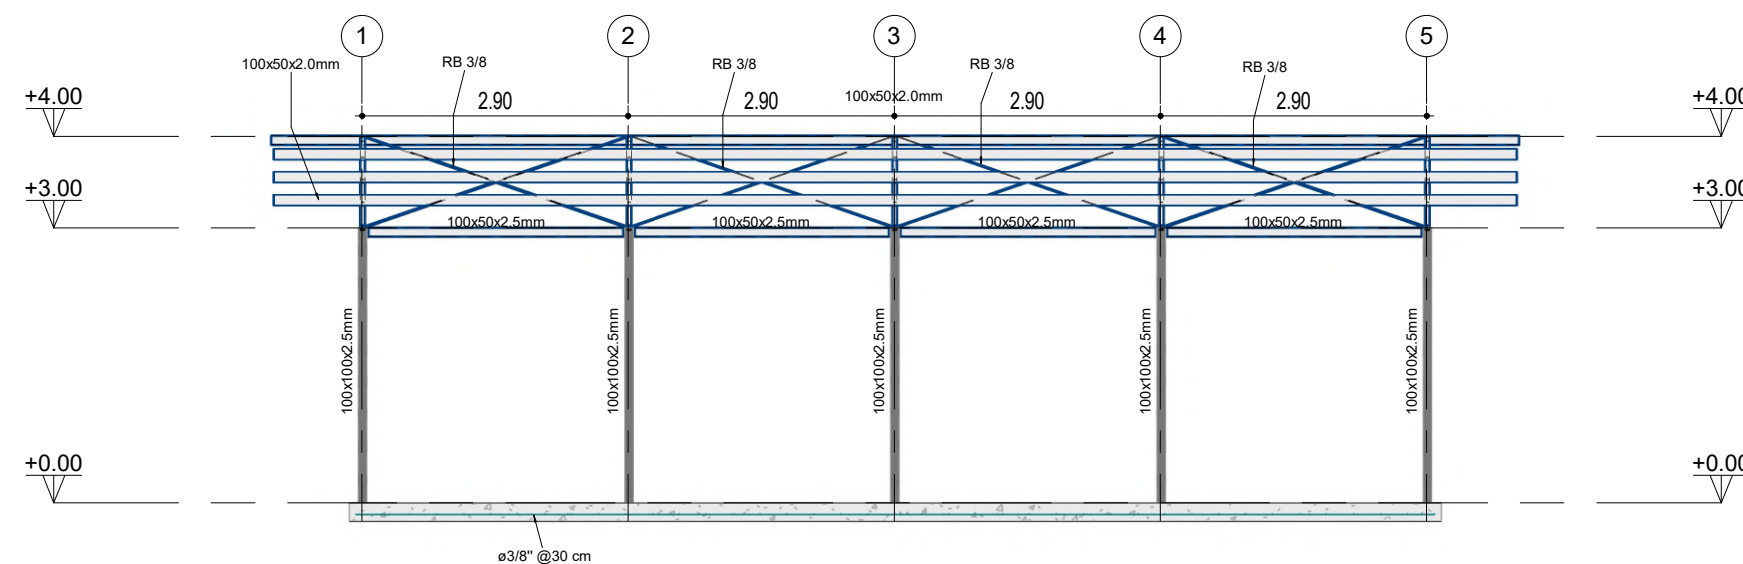 1 2 3 4 5
100x50x2.0mm RB 3/8 RB 3/8 RB 3/8 RB 3/8
+4.00 2.90 2.90 100x50x2.0mm 2.90 2.90 +4.00
+3.00 +3.00
100x50x2.5mm 100x50x2.5mm 100x50x2.5mm 100x50x2.5mm
100x100x2.5mm 100x100x2.5mm 100x100x2.5mm 100x100x2.5mm 100x100x2.5mm
+0.00 +0.00
ø3/8" @30 cm